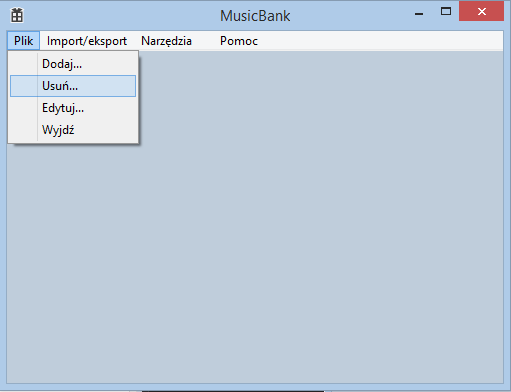 MusicBank
Plik Import/eksport Narzędzia Pomoc
Dodaj...
Usuń...
Edytuj...
Wyjdź